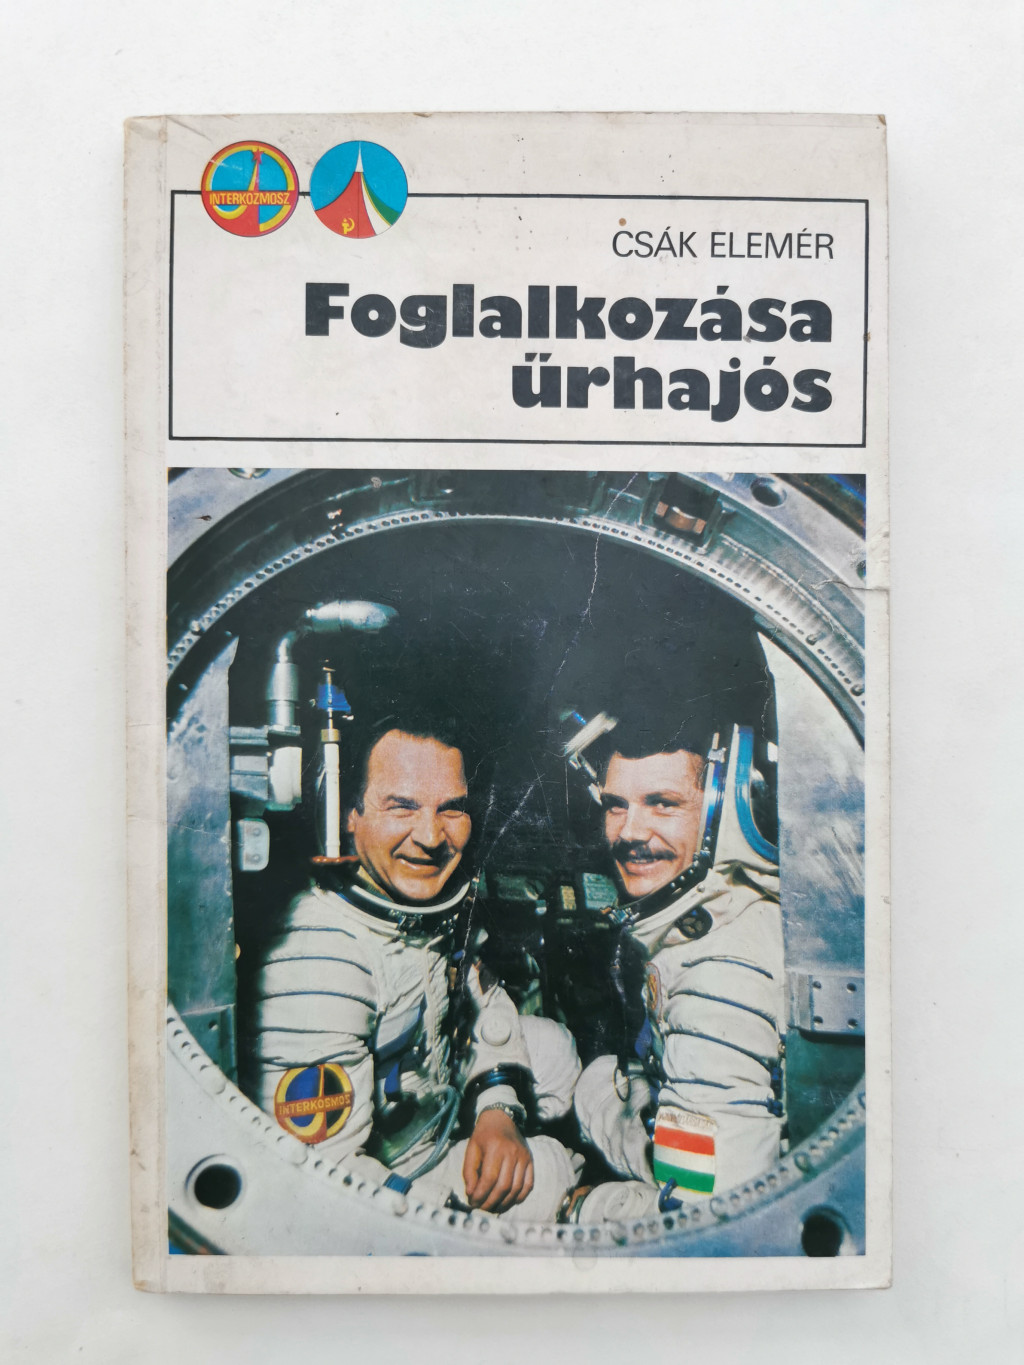 INTERKOZMOSZ
CSÁK ELEMÉR
Foglalkozása
űrhajós
INTERKOSMOS